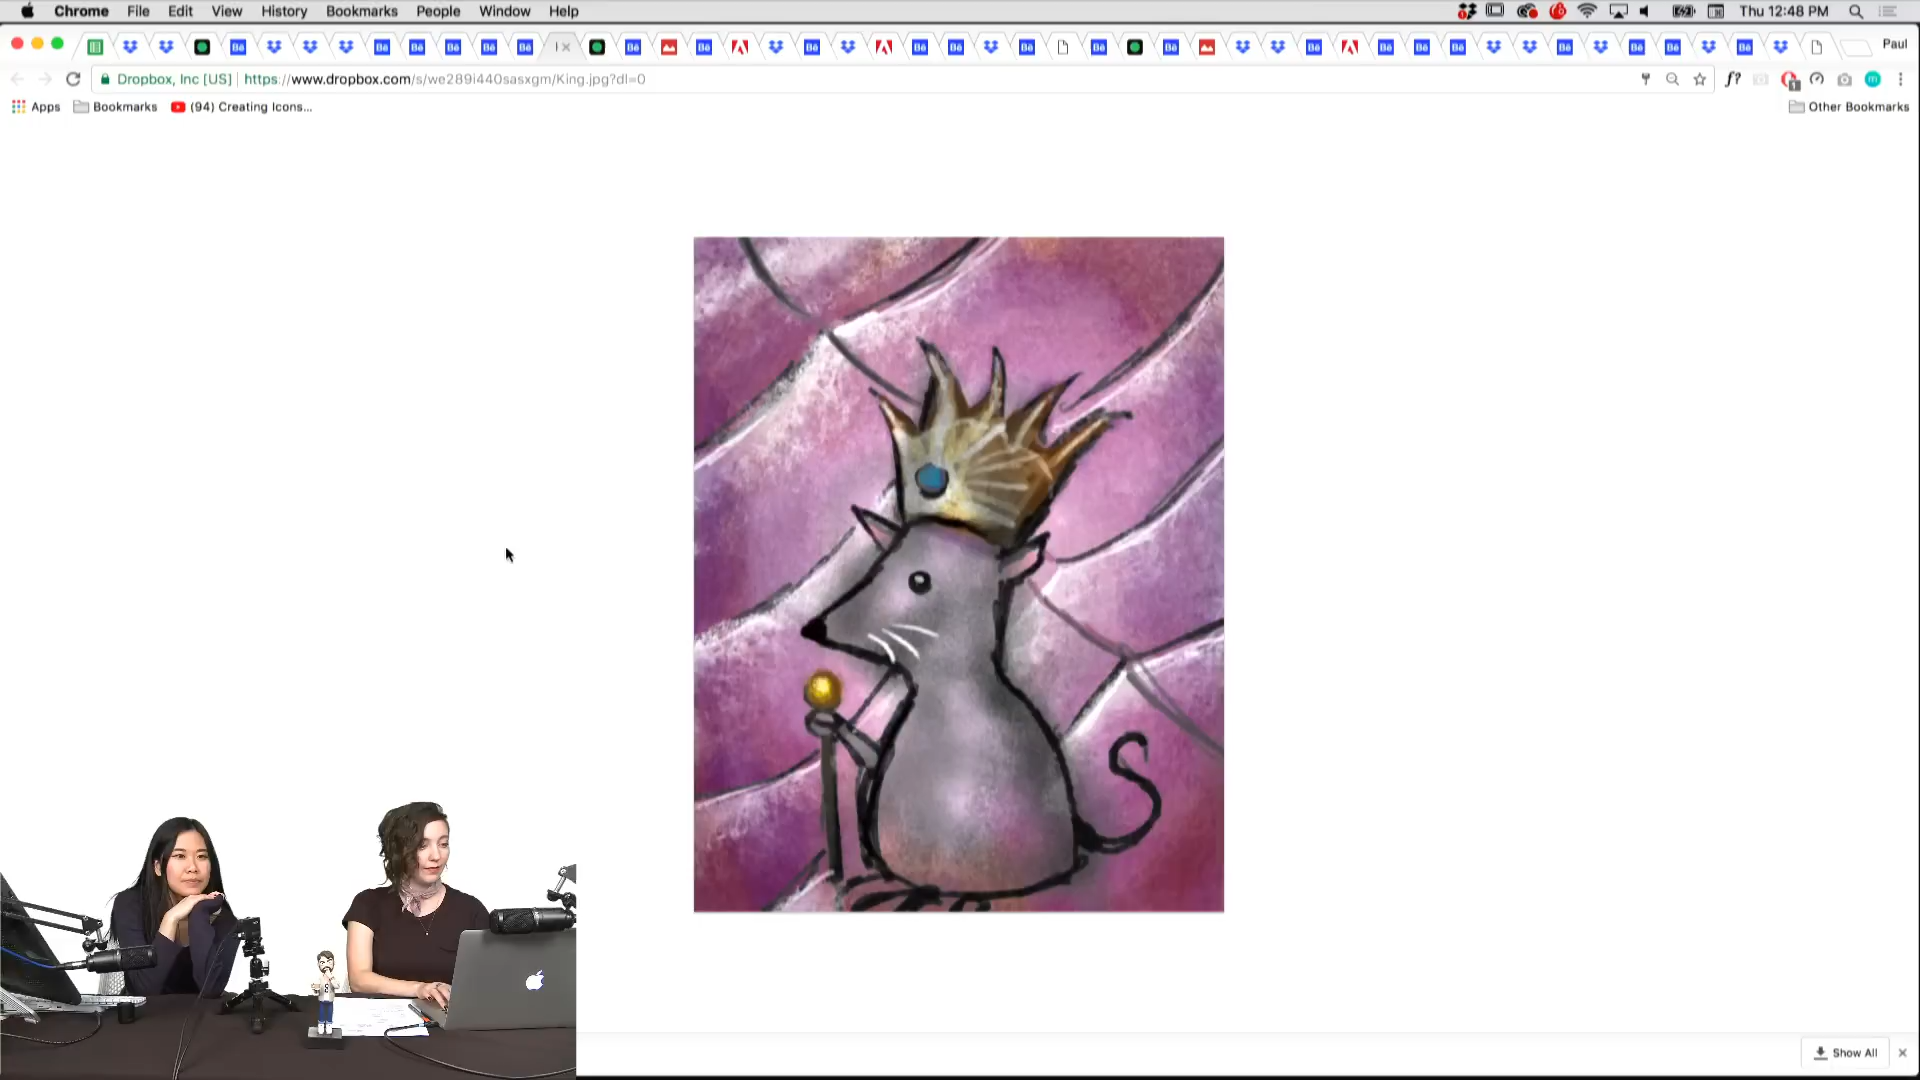 Chrome File Edit View History Bookmarks People Window Help Thu 12:48 PM
Paul
Dropbox, Inc [US] https://www.dropbox.com/s/we289i440sasxgm/King.jpg?dl=0
Apps Bookmarks (94) Creating Icons... Other Bookmarks
Show All